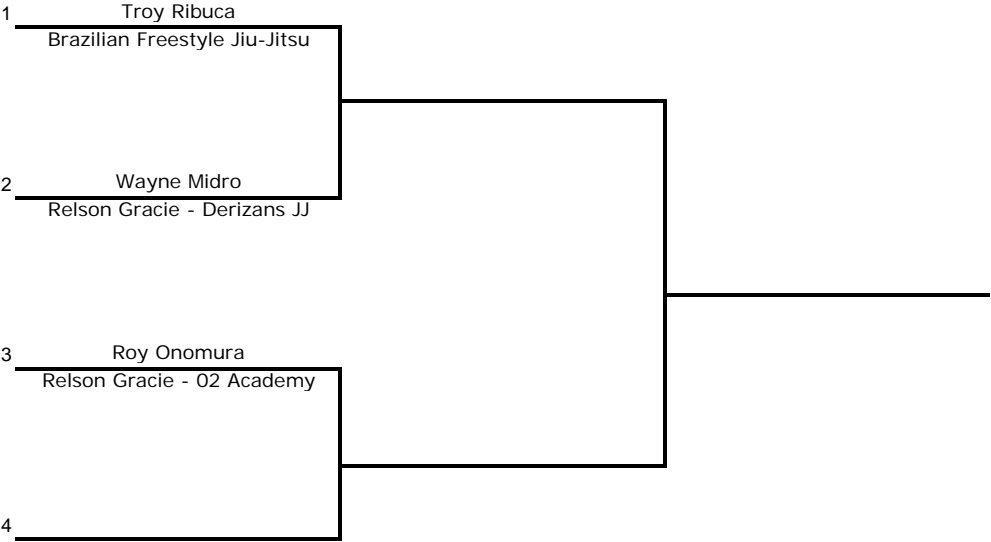 1
Troy Ribuca
Brazilian Freestyle Jiu-Jitsu
2
Wayne Midro
Relson Gracie - Derizans JJ
3
Roy Onomura
Relson Gracie - 02 Academy
4